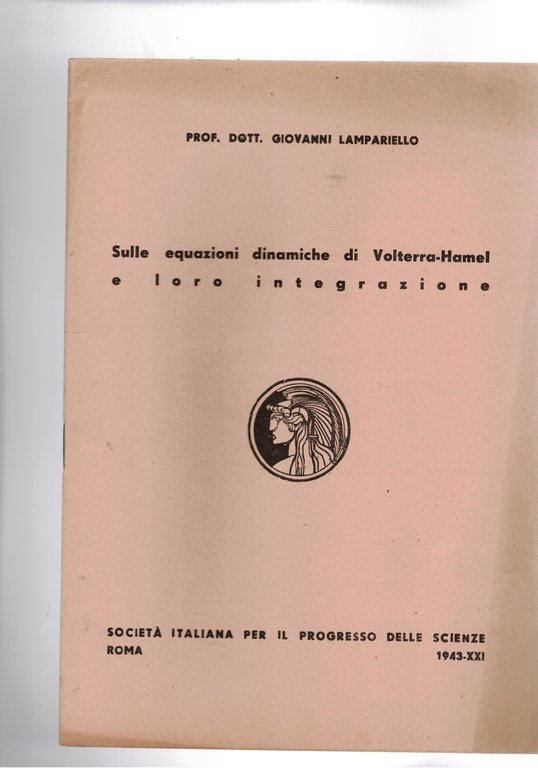 PROF. DOTT. GIOVANNI LAMPARIELLO
Sulle equazioni dinamiche di Volterra-Hamel
e loro integrazione
SOCIETÀ ITALIANA PER IL PROGRESSO DELLE SCIENZE
ROMA 1943-XXI